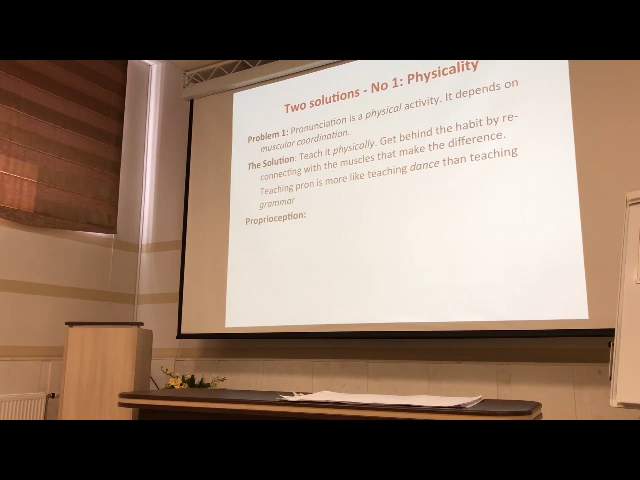 Two solutions - No 1: Physicality
Problem 1: Pronunciation is a physical activity. It depends on
muscular coordination.
The Solution: Teach it physically. Get behind the habit by re-
connecting with the muscles that make the difference.
Teaching pron is more like teaching dance than teaching
grammar
Proprioception: